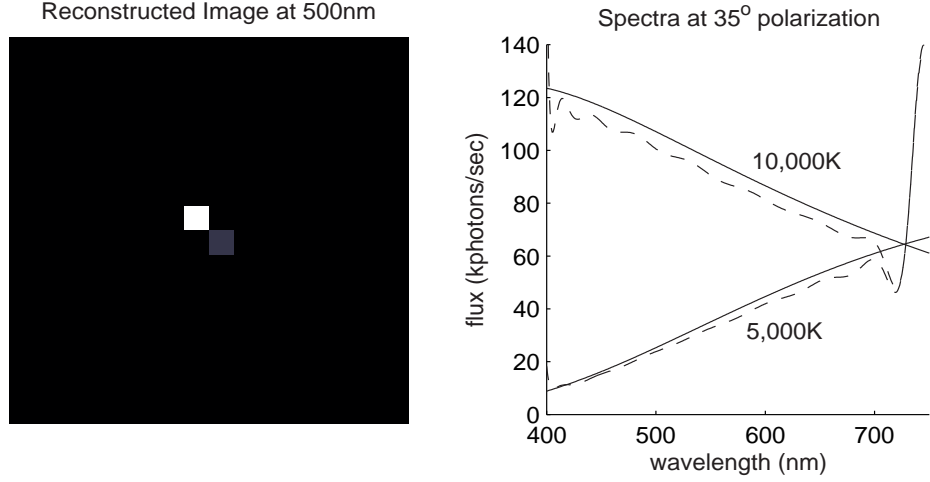 Reconstructed Image at 500nm
Spectra at 35° polarization
flux (kphotons/sec)
140
120
100
80
60
40
20
0
10,000K
5,000K
400
500
600
700
wavelength (nm)